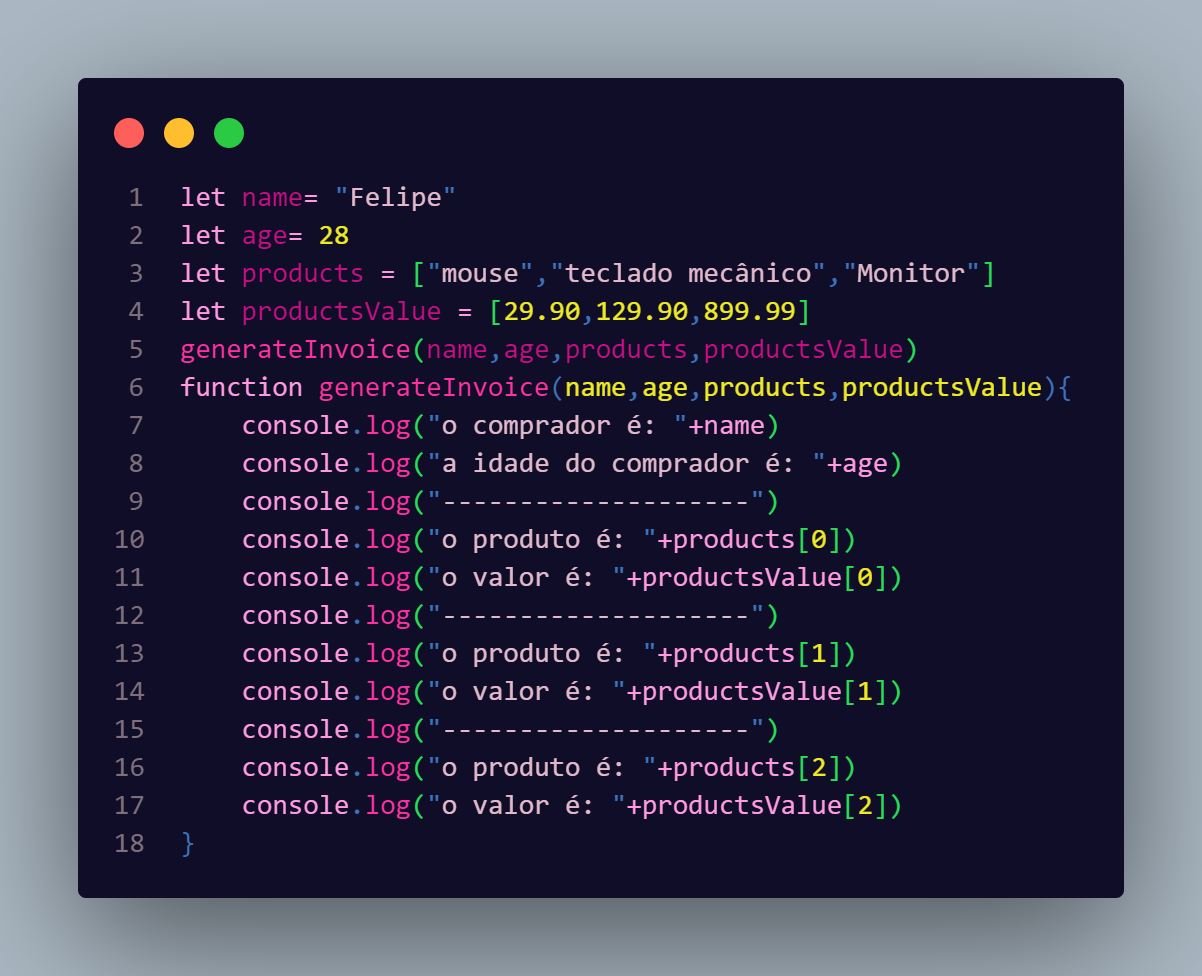 1 let name= "Felipe"
2 let age= 28
3 let products = ["mouse","teclado mecânico","Monitor"]
4 let productsValue = [29.90,129.90,899.99]
5 generateInvoice(name,age,products,productsValue)
6 function generateInvoice(name,age,products,productsValue){
7     console.log("o comprador é: "+name)
8     console.log("a idade do comprador é: "+age)
9     console.log("--------------------")
10     console.log("o produto é: "+products[0])
11     console.log("o valor é: "+productsValue[0])
12     console.log("--------------------")
13     console.log("o produto é: "+products[1])
14     console.log("o valor é: "+productsValue[1])
15     console.log("--------------------")
16     console.log("o produto é: "+products[2])
17     console.log("o valor é: "+productsValue[2])
18 }